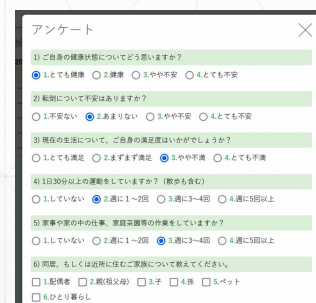 アンケート
1) ご自身の健康状態についてどう思いますか？
1.とても健康 2.健康 3.やや不安 4.とても不安
2) 転倒について不安はありますか？
1.不安ない 2.あまりない 3.やや不安 4.とても不安
3) 現在の生活について、ご自身の満足度はいかがでしょうか？
1.とても満足 2.まずまず満足 3.やや不満 4.とても不満
4) 1日30分以上の運動をしていますか？（散歩も含む）
1.していない 2.週に１〜2回 3.週に3〜4回 4.週に5回以上
5) 家事や家の中の仕事、家庭菜園等の作業をしていますか？
1.していない 2.週に１〜2回 3.週に3〜4回 4.週に5回以上
6) 同居、もしくは近所に住むご家族について教えてください。
1.配偶者 2.親(祖父母) 3.子 4.孫 5.ペット
6.ひとり暮らし